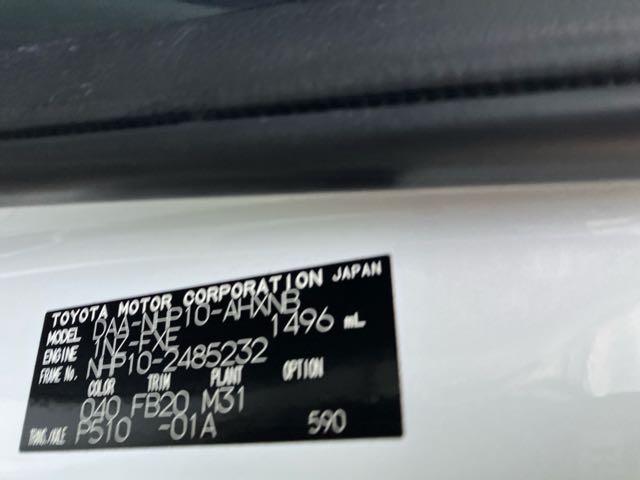 TOYOTA MOTOR CORPORATION JAPAN
MODEL DAA-NHP10-AHXNB
ENGINE 1NZ-FXE 1496 mL
FRAME No. NHP10-2485232
COLOR TRIM PLANT OPTION
040 FB20 M31
TRANS./AXLE P510 -01A 590